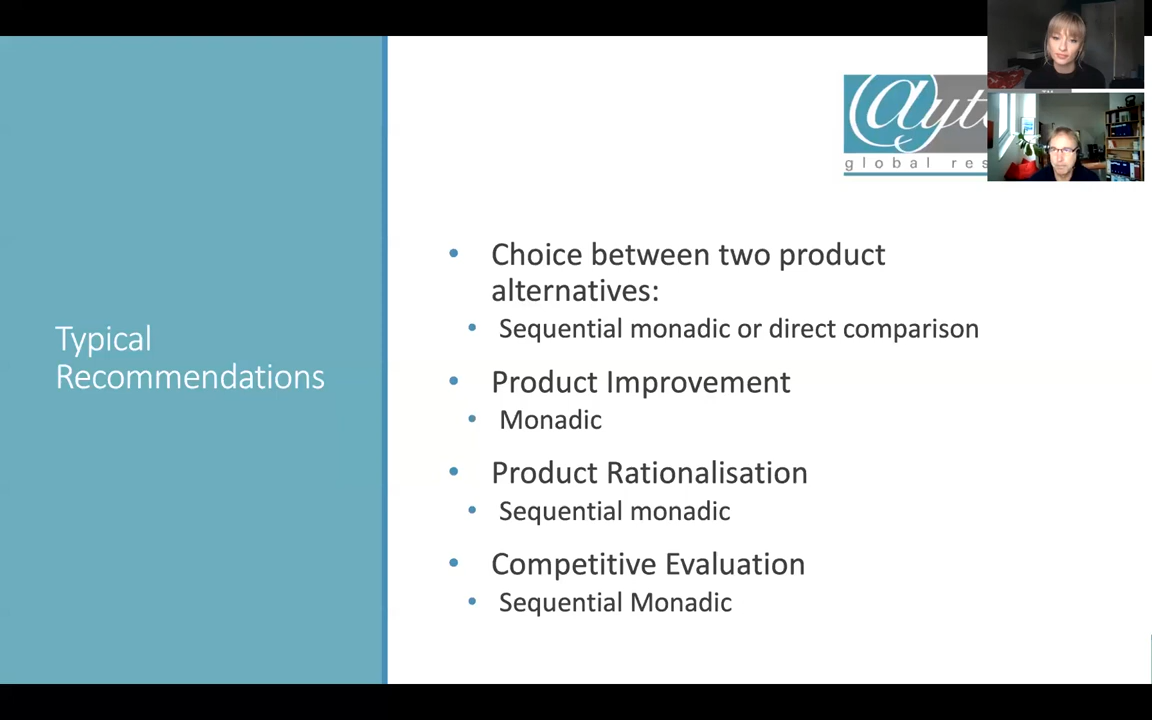 global res
Typical
Recommendations
• Choice between two product
alternatives:
• Sequential monadic or direct comparison
• Product Improvement
• Monadic
• Product Rationalisation
• Sequential monadic
• Competitive Evaluation
• Sequential Monadic